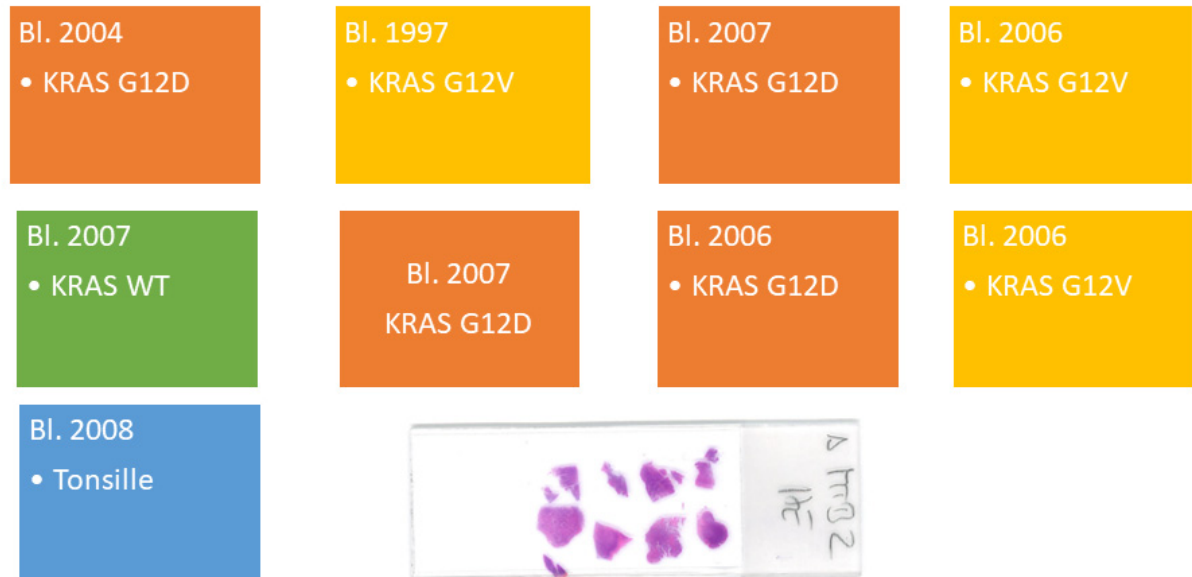 Bl. 2004
• KRAS G12D
Bl. 1997
• KRAS G12V
Bl. 2007
• KRAS G12D
Bl. 2006
• KRAS G12V
Bl. 2007
• KRAS WT
Bl. 2007
KRAS G12D
Bl. 2006
• KRAS G12D
Bl. 2006
• KRAS G12V
Bl. 2008
• Tonsille